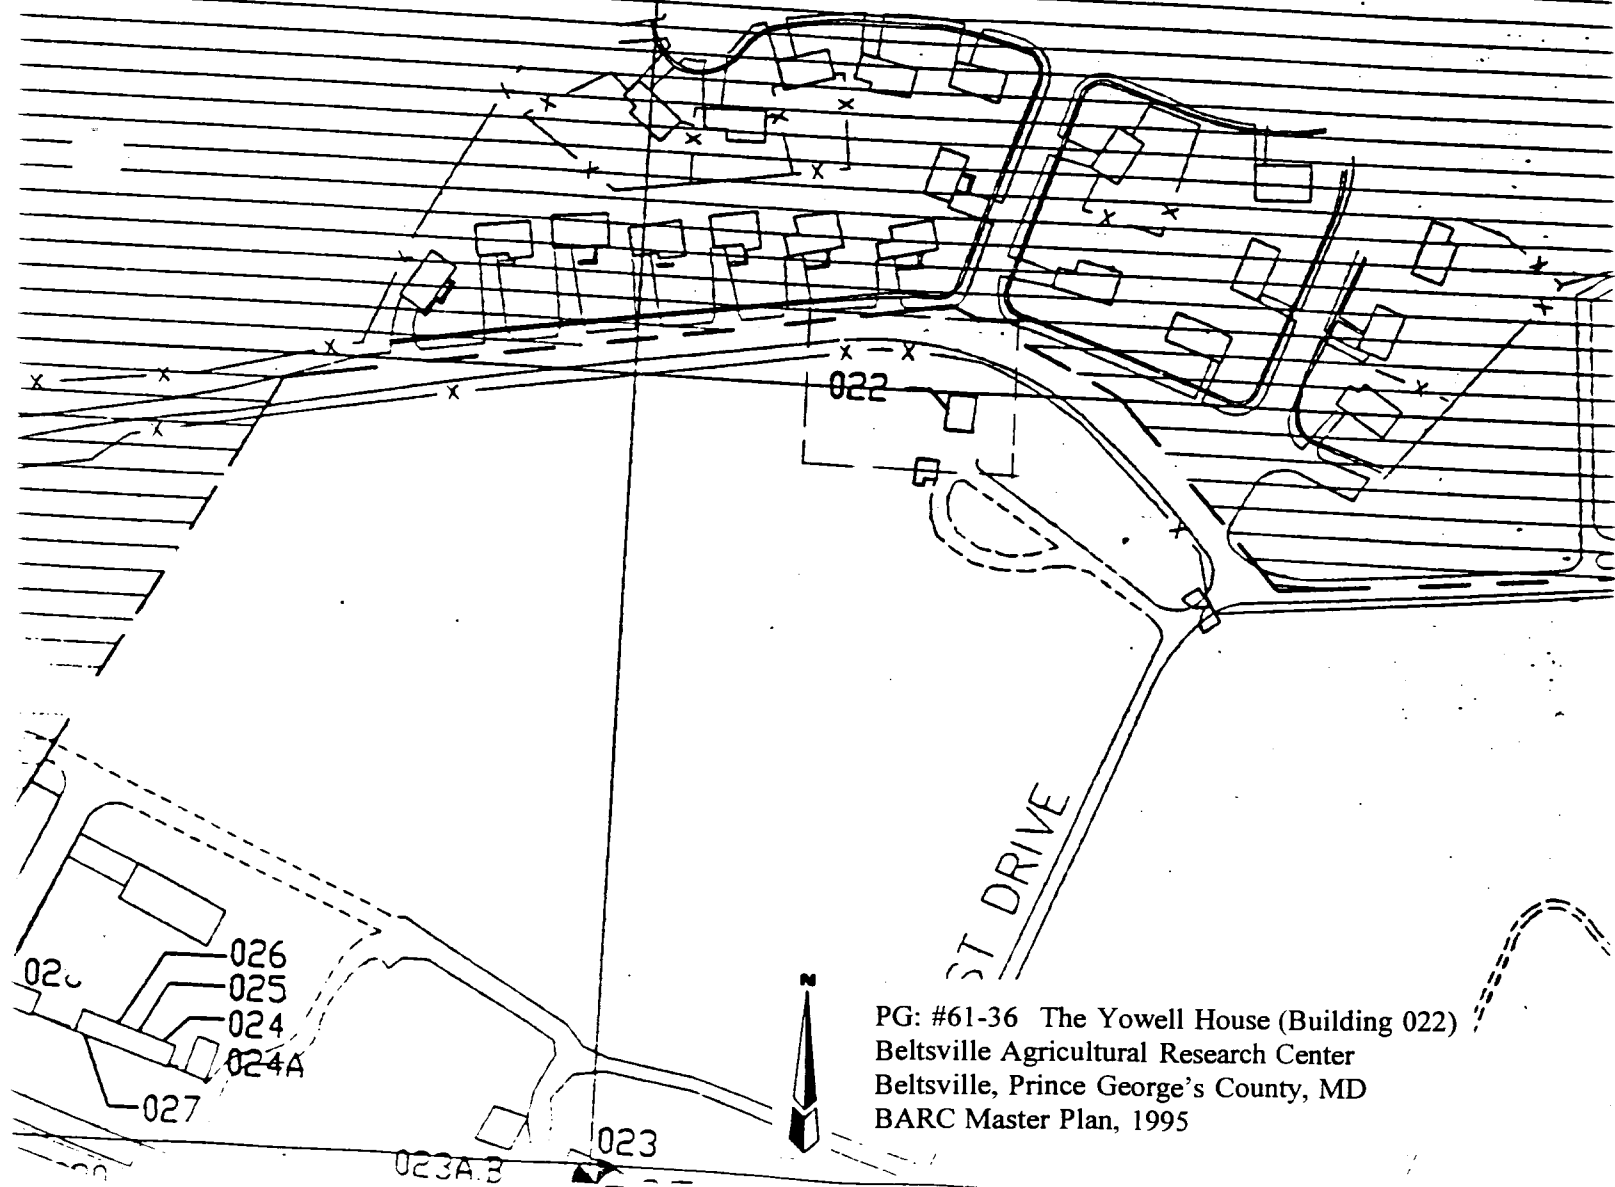 022
ST DRIVE
026
025
024
024A
027
023A.B
023
N
PG: #61-36 The Yowell House (Building 022)
Beltsville Agricultural Research Center
Beltsville, Prince George's County, MD
BARC Master Plan, 1995